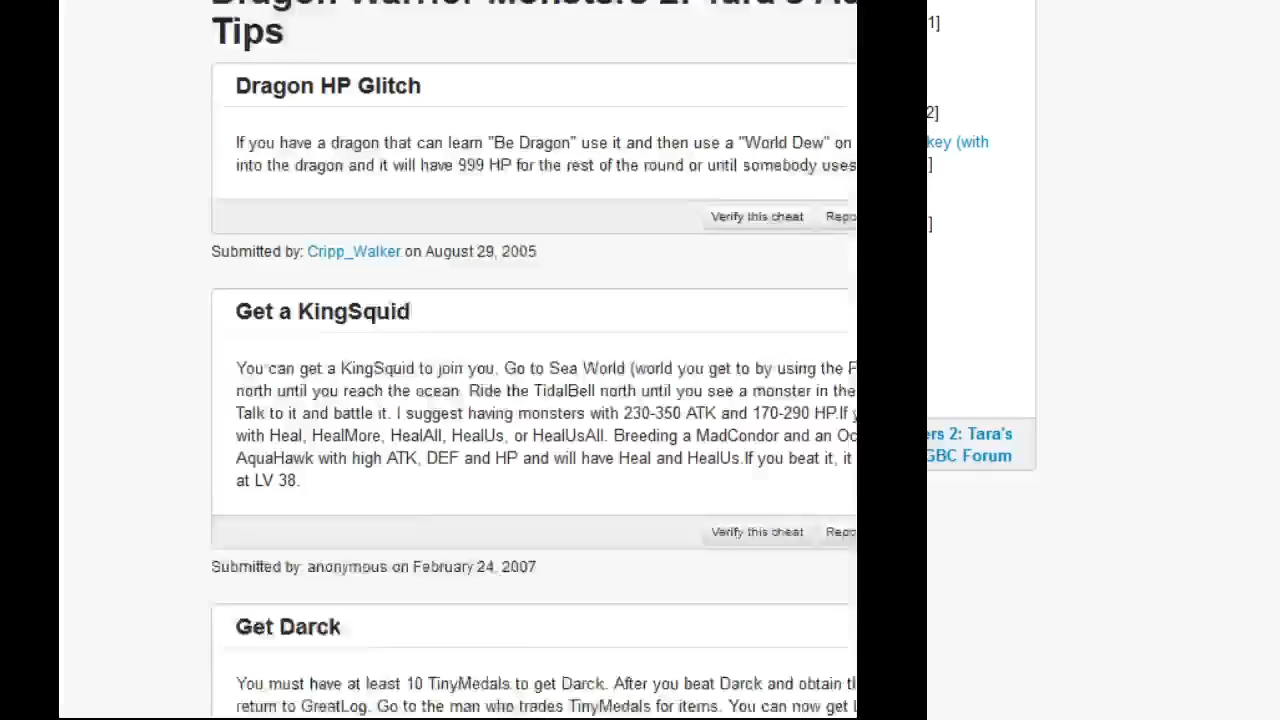 Dragon Warrior Monsters 2: Tara's
Tips
Dragon HP Glitch
If you have a dragon that can learn "Be Dragon" use it and then use a "World Dew" on
into the dragon and it will have 999 HP for the rest of the round or until somebody uses
Verify this cheat
Submitted by: Cripp_Walker on August 29, 2005
Get a KingSquid
You can get a KingSquid to join you. Go to Sea World (world you get to by using the F
north until you reach the ocean. Ride the TidalBell north until you see a monster in the
Talk to it and battle it. I suggest having monsters with 230-350 ATK and 170-290 HP.If
with Heal, HealMore, HealAll, HealUs, or HealUsAll. Breeding a MadCondor and an Oc
AquaHawk with high ATK, DEF and HP and will have Heal and HealUs.If you beat it, it
at LV 38.
Verify this cheat
Submitted by: anonymous on February 24, 2007
Get Darck
You must have at least 10 TinyMedals to get Darck. After you beat Darck and obtain
return to GreatLog. Go to the man who trades TinyMedals for items. You can now get
1]
2]
key (with
]
]
ers 2: Tara's
GBC Forum